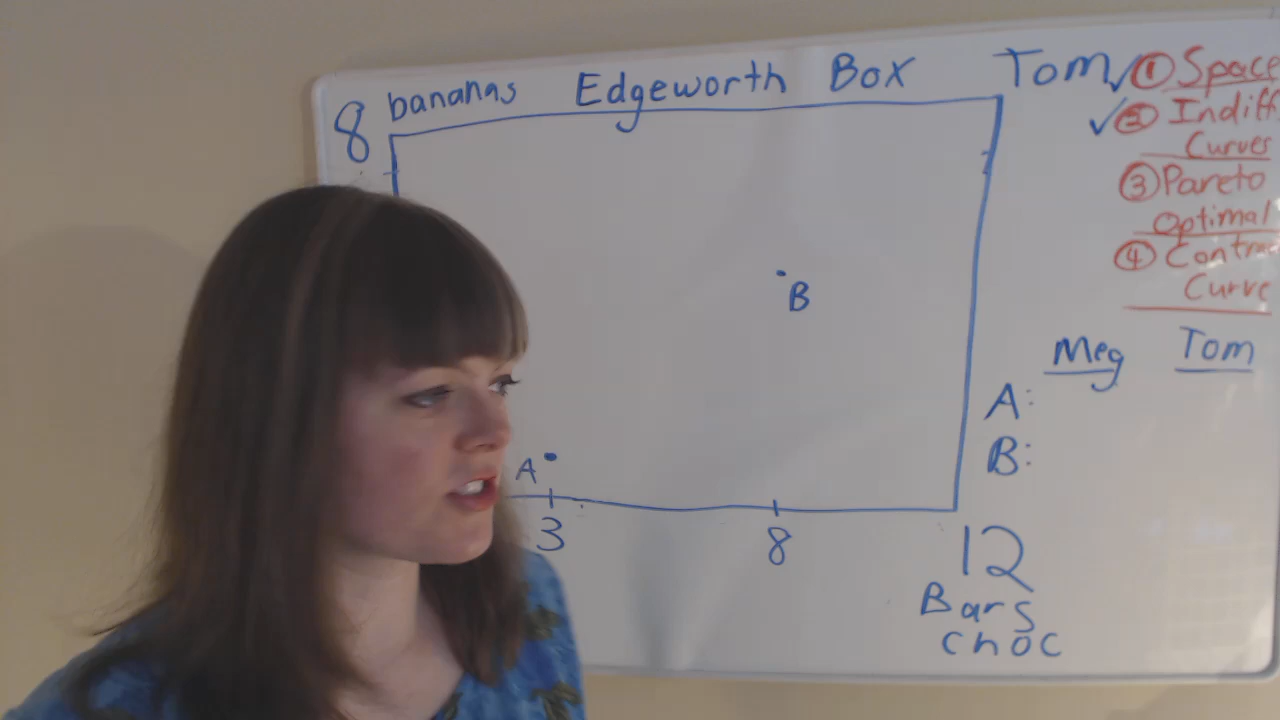 8 bananas Edgeworth Box Tom
✓① Space
✓② Indiff
Curves
③ Pareto
Optimal
④ Contra
Curve
B
Meg Tom
A:
B:
A
3 8 12
Bars
choc